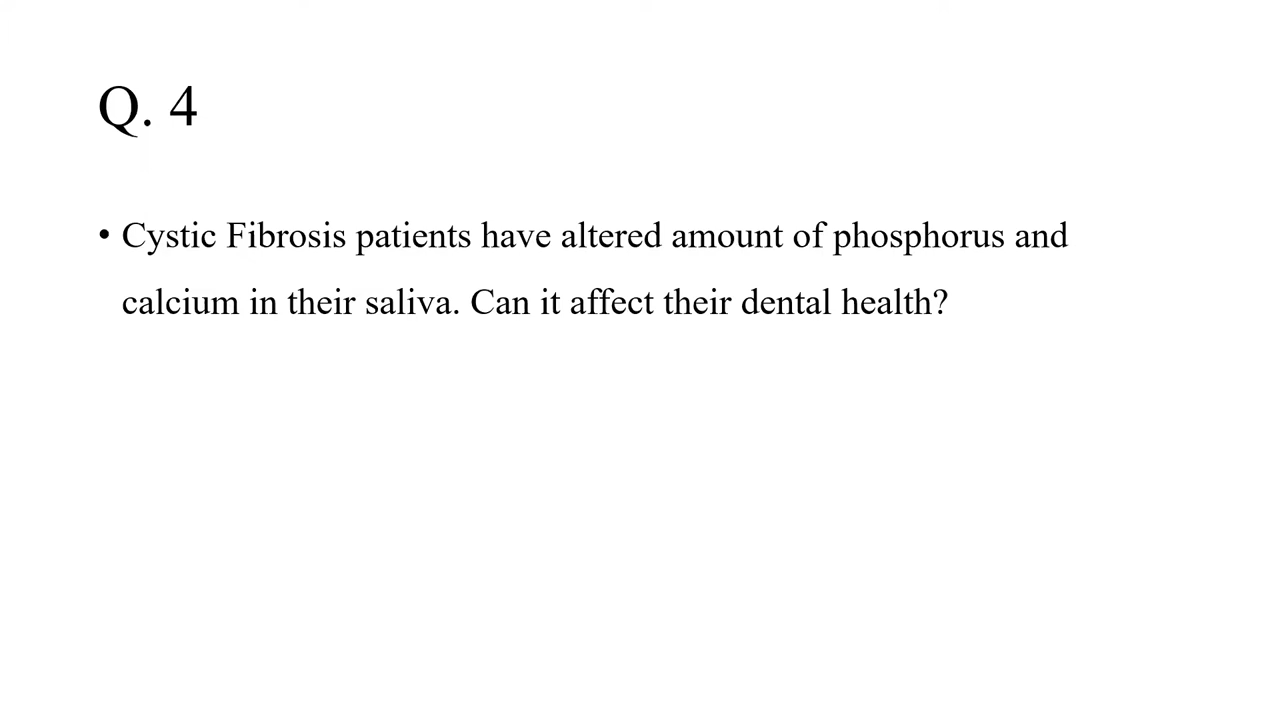 Q. 4
• Cystic Fibrosis patients have altered amount of phosphorus and
calcium in their saliva. Can it affect their dental health?